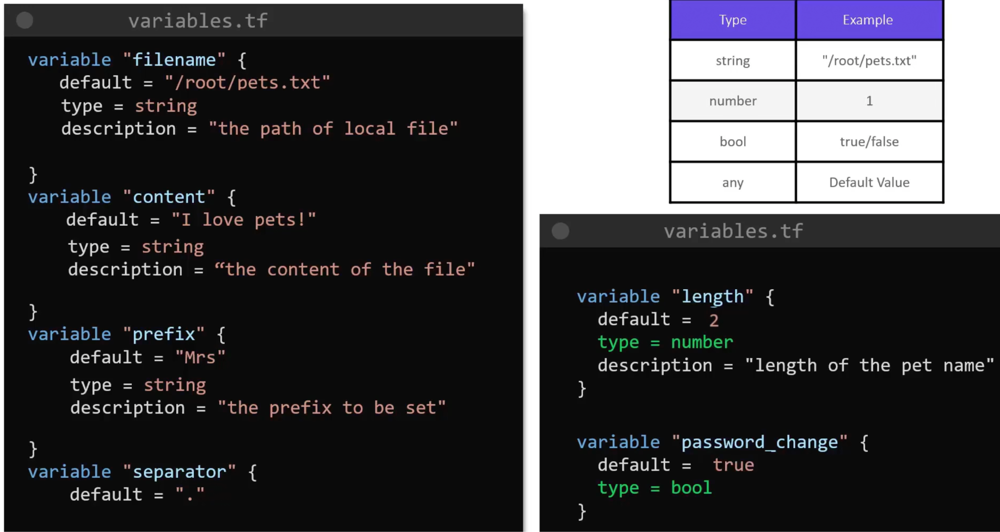 variables.tf
variable "filename" {
default = "/root/pets.txt"
type = string
description = "the path of local file"
}
variable "content" {
default = "I love pets!"
type = string
description = “the content of the file"
}
variable "prefix" {
default = "Mrs"
type = string
description = "the prefix to be set"
}
variable "separator" {
default = "."
Type Example
string "/root/pets.txt"
number 1
bool true/false
any Default Value
variables.tf
variable "length" {
default = 2
type = number
description = "length of the pet name"
}
variable "password_change" {
default = true
type = bool
}